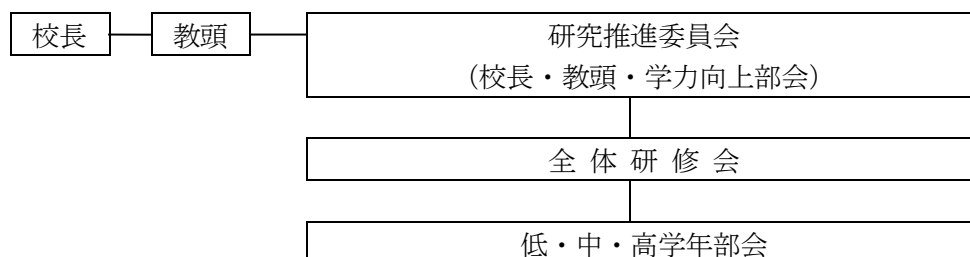 校長
教頭
研究推進委員会
（校長・教頭・学力向上部会）
全 体 研 修 会
低・中・高学年部会